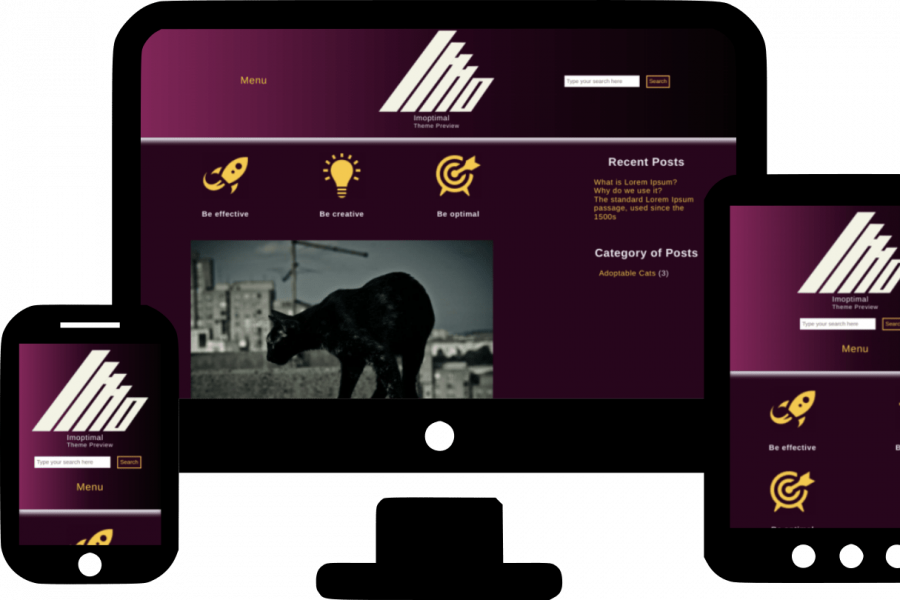 Menu
Imo
Imoptimal
Theme Preview
Type your search here
Search
Be effective
Be creative
Be optimal
Recent Posts
What is Lorem Ipsum?
Why do we use it?
The standard Lorem Ipsum
passage, used since the
1500s
Category of Posts
Adoptable Cats (3)
Imo
Imoptimal
Theme Preview
Type your search here
Search
Menu
Imo
Imoptimal
Theme Preview
Type your search here
Menu
Be effective